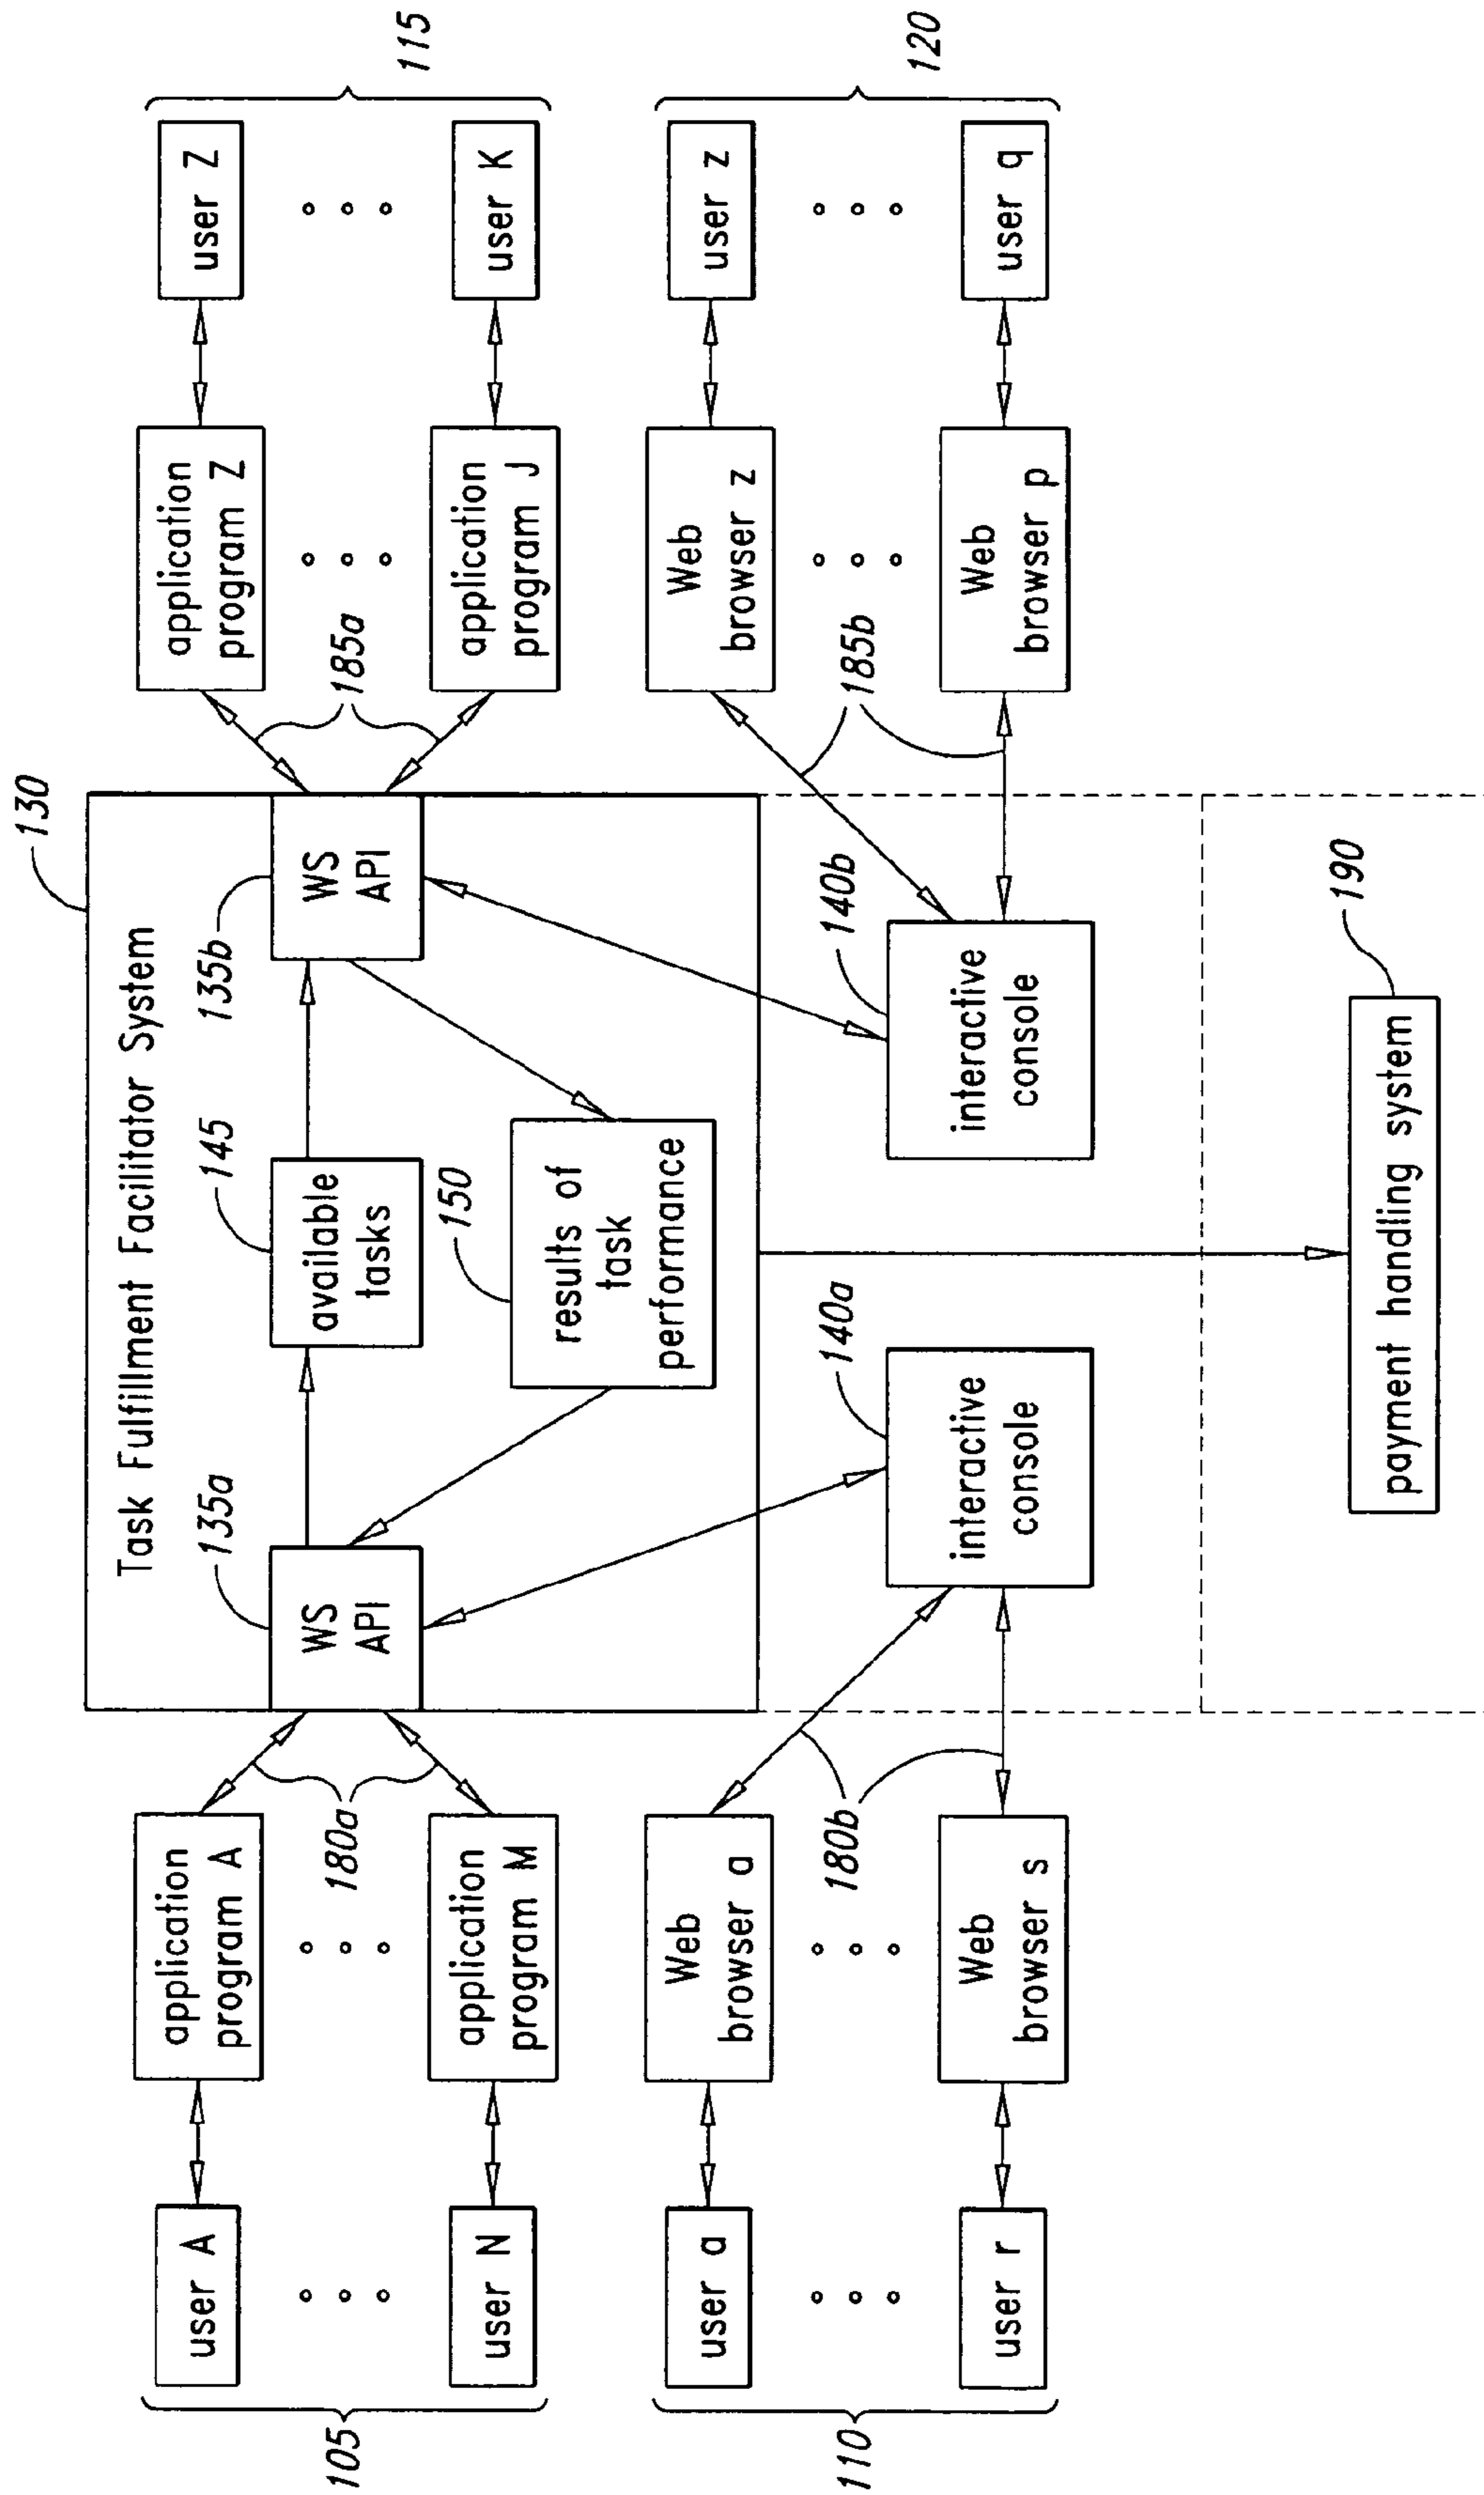 130
Task Fulfillment Facilitator System
105
user A
application
program A
180a
user N
application
program M
135a
WS
API
145
available
tasks
135b
WS
API
150
results of
task
performance
185a
application
program Z
user Z
application
program J
user K
115
110
user a
Web
browser a
180b
user r
Web
browser s
140a
interactive
console
140b
interactive
console
185b
Web
browser z
user z
Web
browser p
user q
120
190
payment handling system